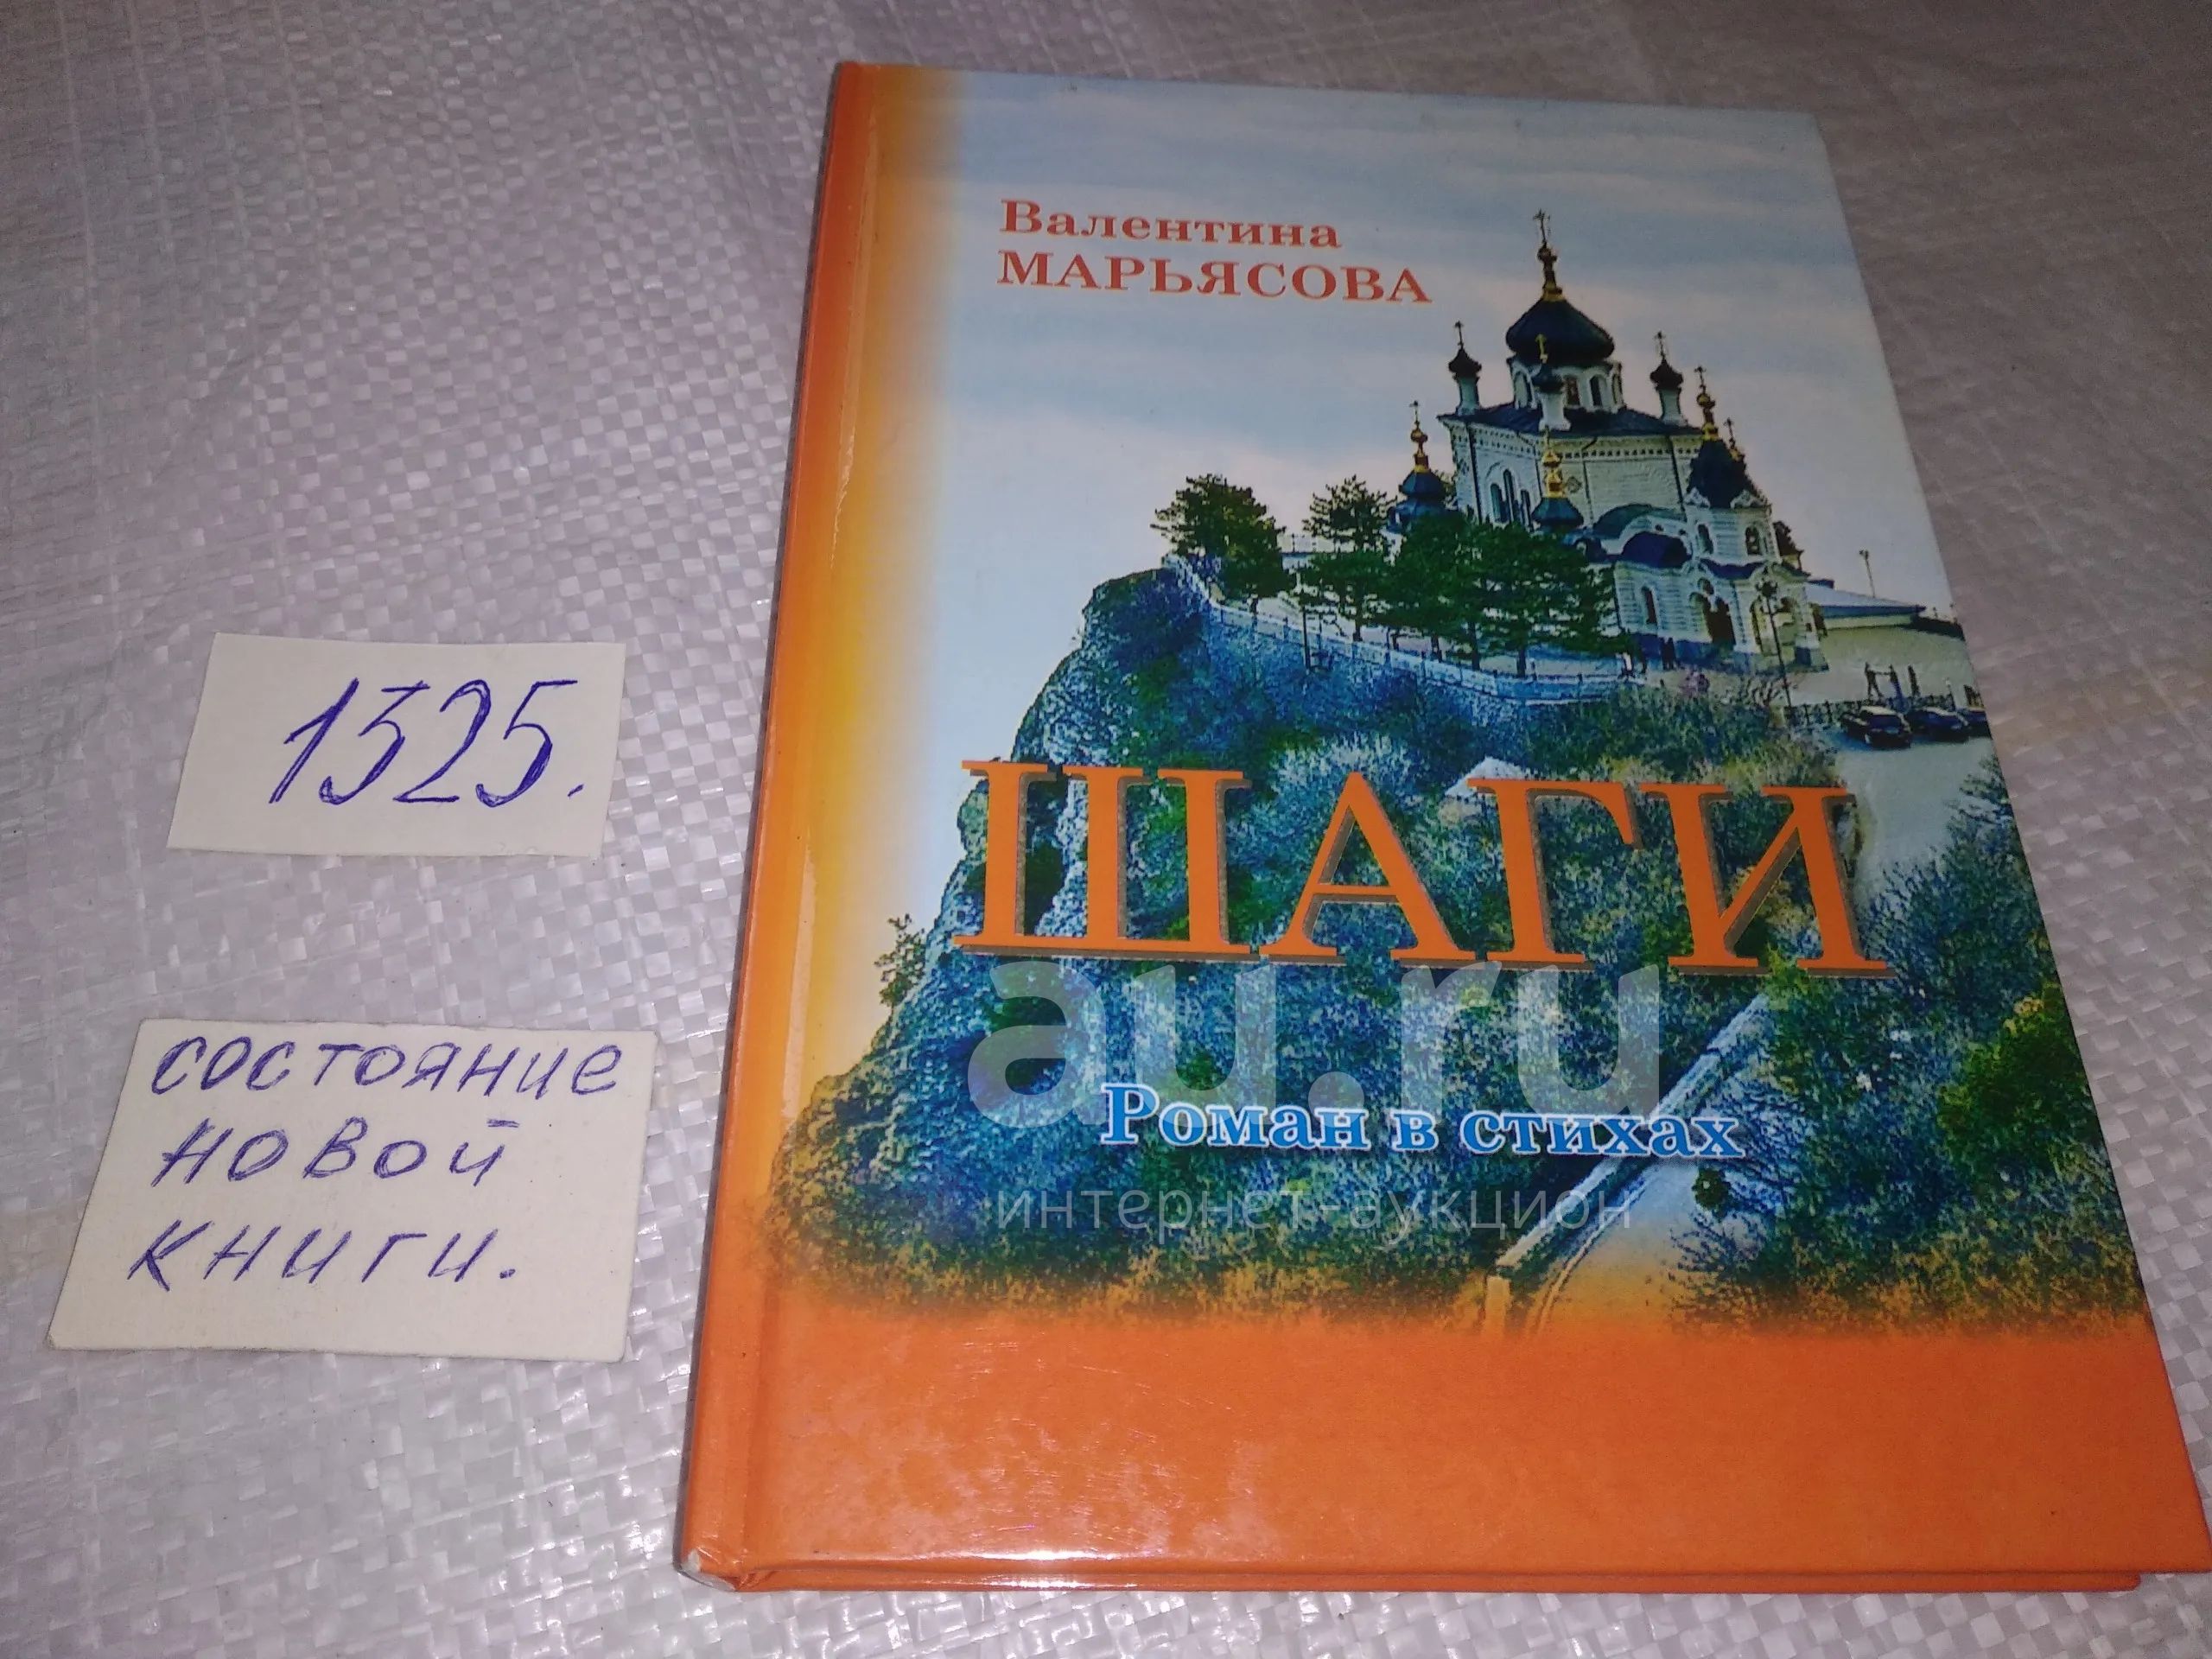 Валентина
МАРЬЯСОВА
ШАГИ
au.ru
Роман в стихах
интернет-аукцион
1325.
состояние
новой
книги.